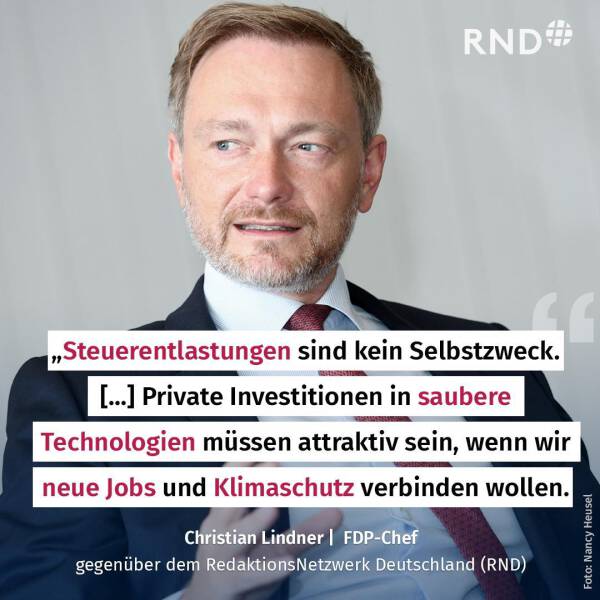 RND
„Steuerentlastungen sind kein Selbstzweck.
[...] Private Investitionen in saubere
Technologien müssen attraktiv sein, wenn wir
neue Jobs und Klimaschutz verbinden wollen.
“
Christian Lindner | FDP-Chef
gegenüber dem RedaktionsNetzwerk Deutschland (RND)
Foto: Nancy Heusel